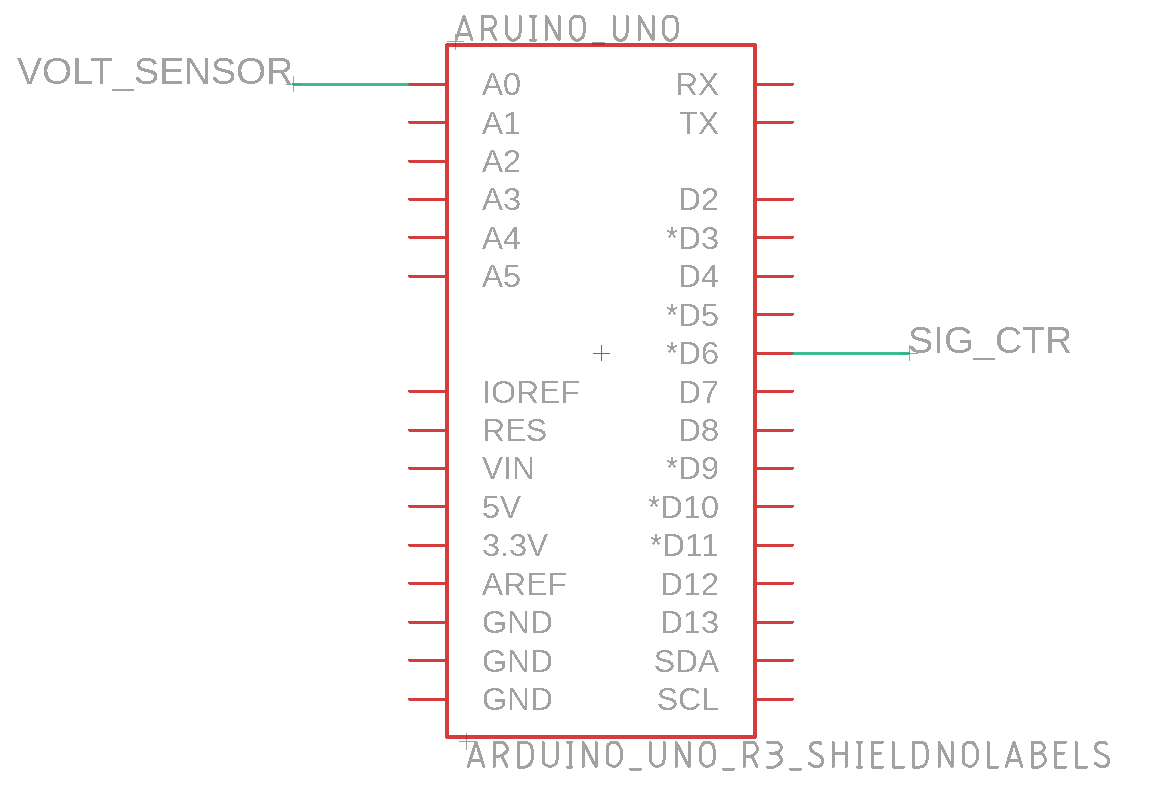 ARUINO_UNO
VOLT_SENSOR
A0 RX
A1 TX
A2
A3 D2
A4 *D3
A5 D4
*D5
*D6 SIG_CTR
IOREF D7
RES D8
VIN *D9
5V *D10
3.3V *D11
AREF D12
GND D13
GND SDA
GND SCL
ARDUINO_UNO_R3_SHIELDNOLABELS